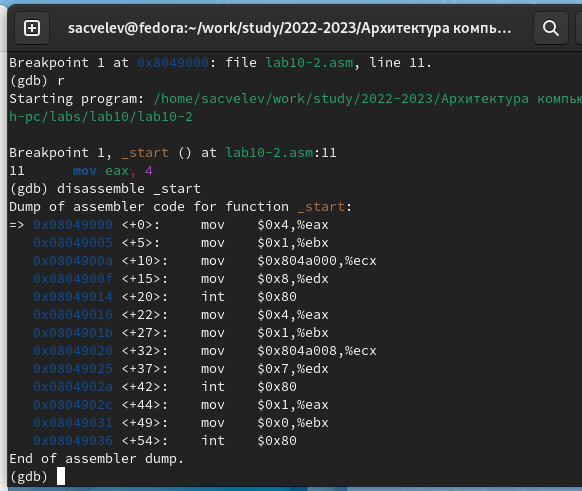 sacvelev@fedora:~/work/study/2022-2023/Архитектура компь...
Breakpoint 1 at 0x8049000: file lab10-2.asm, line 11.
(gdb) r
Starting program: /home/sacvelev/work/study/2022-2023/Архитектура компью
h-pc/labs/lab10/lab10-2
Breakpoint 1, _start () at lab10-2.asm:11
11 mov eax, 4
(gdb) disassemble _start
Dump of assembler code for function _start:
=> 0x08049000 <+0>: mov $0x4,%eax
0x08049005 <+5>: mov $0x1,%ebx
0x0804900a <+10>: mov $0x804a000,%ecx
0x0804900f <+15>: mov $0x8,%edx
0x08049014 <+20>: int $0x80
0x08049016 <+22>: mov $0x4,%eax
0x0804901b <+27>: mov $0x1,%ebx
0x08049020 <+32>: mov $0x804a008,%ecx
0x08049025 <+37>: mov $0x7,%edx
0x0804902a <+42>: int $0x80
0x0804902c <+44>: mov $0x1,%eax
0x08049031 <+49>: mov $0x0,%ebx
0x08049036 <+54>: int $0x80
End of assembler dump.
(gdb)